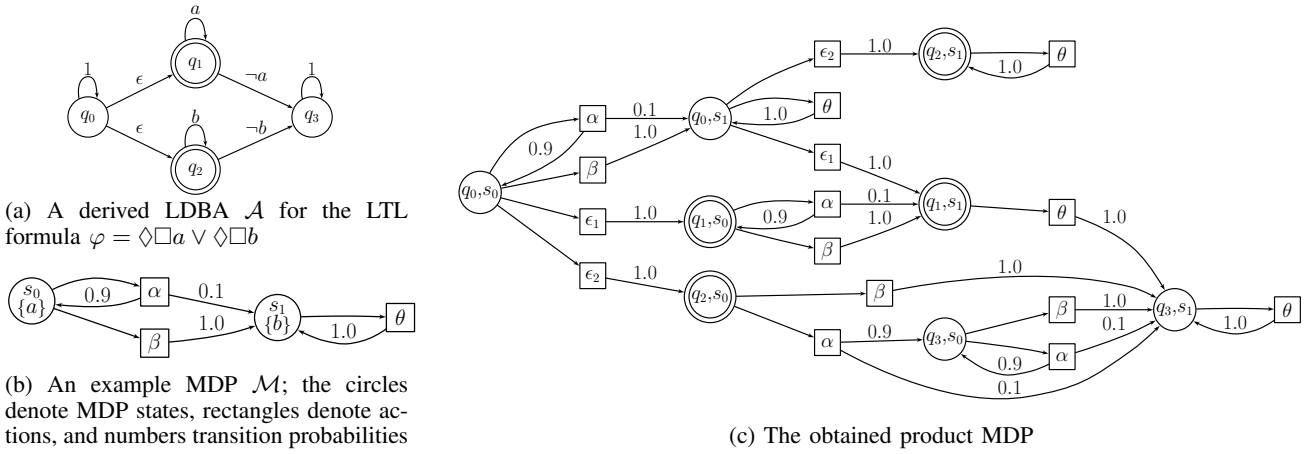 a
q₁
1
ϵ
¬a
1
q₀
q₃
ϵ
b
¬b
q₂
(a) A derived LDBA 𝒜 for the LTL
formula φ = ◇□a ∨ ◇□b
s₀
{a}
0.9
α
0.1
s₁
{b}
β
1.0
1.0
θ
(b) An example MDP ℳ; the circles
denote MDP states, rectangles denote ac-
tions, and numbers transition probabilities
ϵ₂
1.0
q₂,s₁
1.0
θ
α
0.1
q₀,s₁
1.0
θ
0.9
1.0
β
ϵ₁
1.0
q₀,s₀
ϵ₁
1.0
q₁,s₀
0.9
α
0.1
q₁,s₁
θ
1.0
β
1.0
ϵ₂
1.0
q₂,s₀
β
1.0
α
0.9
q₃,s₀
β
1.0
0.9
α
0.1
q₃,s₁
1.0
θ
0.1
(c) The obtained product MDP